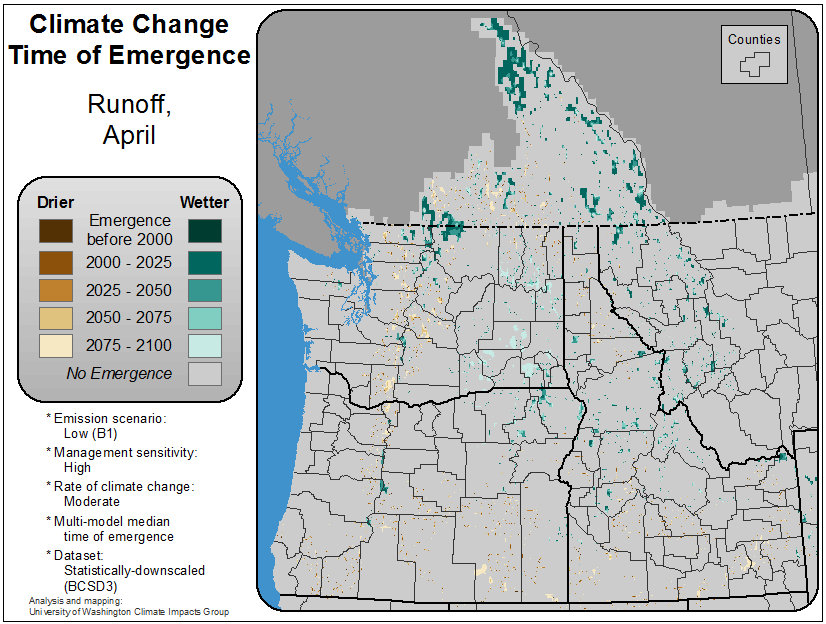 Climate Change
Time of Emergence
Runoff,
April
Counties
Drier Wetter
Emergence
before 2000
2000 - 2025
2025 - 2050
2050 - 2075
2075 - 2100
No Emergence
* Emission scenario:
Low (B1)
* Management sensitivity:
High
* Rate of climate change:
Moderate
* Multi-model median
time of emergence
* Dataset:
Statistically-downscaled
(BCSD3)
Analysis and mapping:
University of Washington Climate Impacts Group